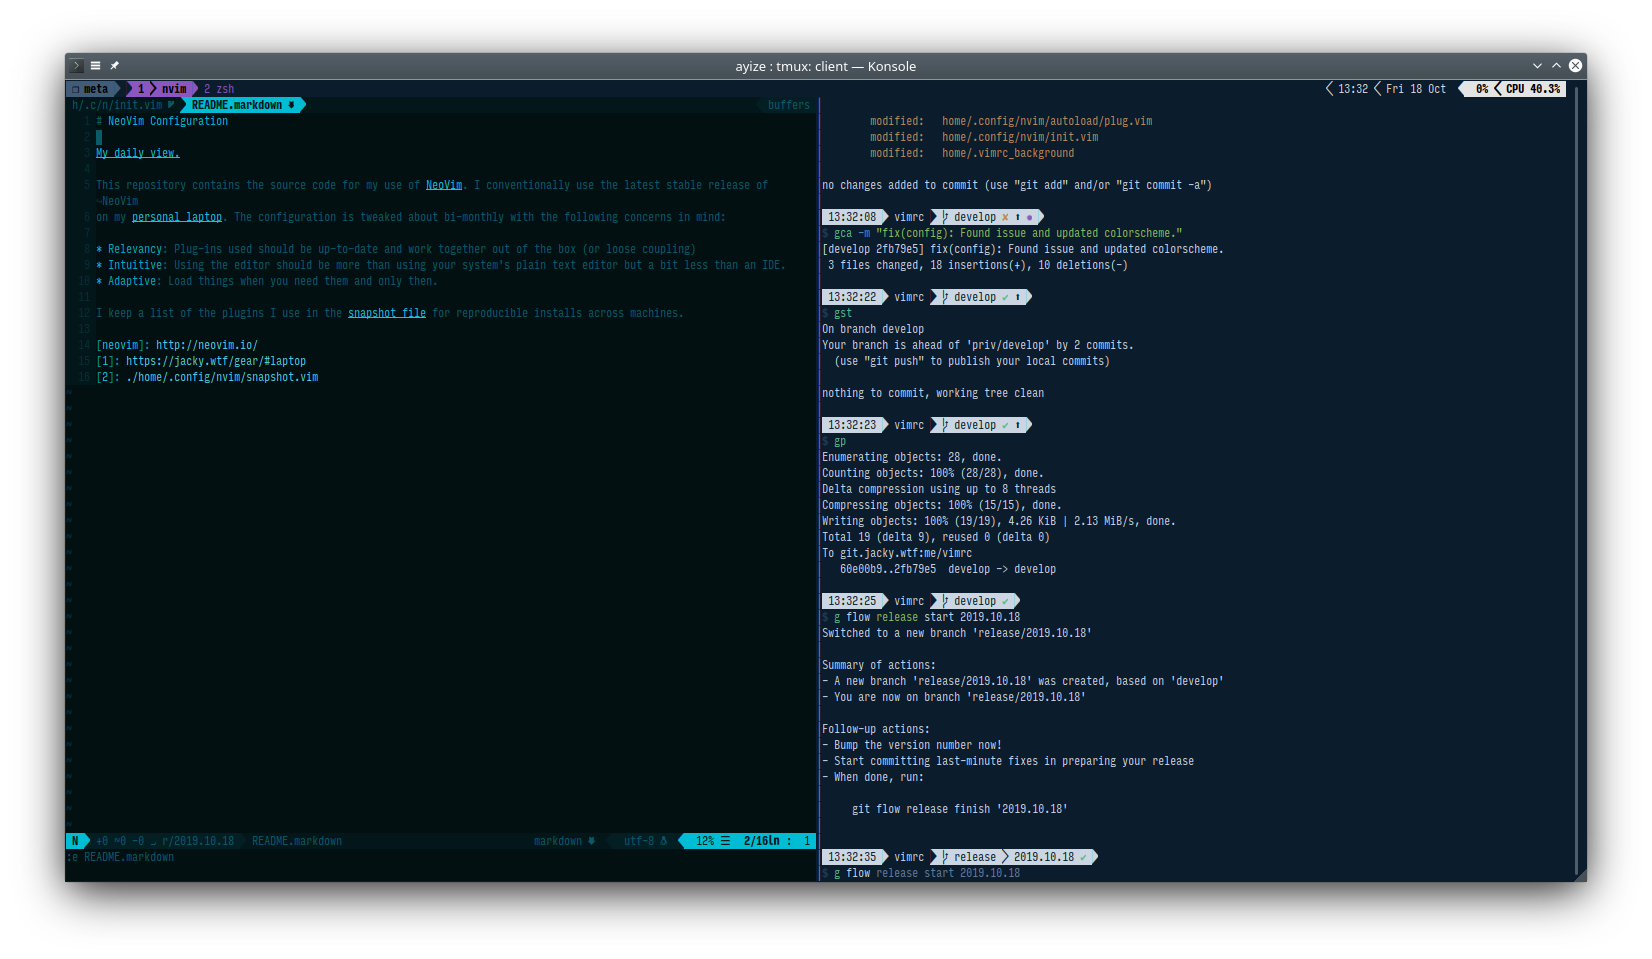 ayize : tmux: client — Konsole
meta 1 nvim 2 zsh
13:32 Fri 18 Oct 0% CPU 40.3%
h/.c/n/init.vim README.markdown buffers
1 # NeoVim Configuration
2
3 My daily view.
4
5 This repository contains the source code for my use of NeoVim. I conventionally use the latest stable release of
NeoVim
6 on my personal laptop. The configuration is tweaked about bi-monthly with the following concerns in mind:
7
8 * Relevancy: Plug-ins used should be up-to-date and work together out of the box (or loose coupling)
9 * Intuitive: Using the editor should be more than using your system's plain text editor but a bit less than an IDE.
10 * Adaptive: Load things when you need them and only then.
11
12 I keep a list of the plugins I use in the snapshot file for reproducible installs across machines.
13
14 [neovim]: http://neovim.io/
15 [1]: https://jacky.wtf/gear/#laptop
16 [2]: ./home/.config/nvim/snapshot.vim
N +0 ~0 -0 r/2019.10.18 README.markdown markdown utf-8 12% ☰ 2/16ln : 1
:e README.markdown
modified: home/.config/nvim/autoload/plug.vim
modified: home/.config/nvim/init.vim
modified: home/.vimrc_background
no changes added to commit (use "git add" and/or "git commit -a")
13:32:08 vimrc develop ✘ ⬆ ●
$ gca -m "fix(config): Found issue and updated colorscheme."
[develop 2fb79e5] fix(config): Found issue and updated colorscheme.
3 files changed, 18 insertions(+), 10 deletions(-)
13:32:22 vimrc develop ✔ ⬆
$ gst
On branch develop
Your branch is ahead of 'priv/develop' by 2 commits.
(use "git push" to publish your local commits)
nothing to commit, working tree clean
13:32:23 vimrc develop ✔ ⬆
$ gp
Enumerating objects: 28, done.
Counting objects: 100% (28/28), done.
Delta compression using up to 8 threads
Compressing objects: 100% (15/15), done.
Writing objects: 100% (19/19), 4.26 KiB | 2.13 MiB/s, done.
Total 19 (delta 9), reused 0 (delta 0)
To git.jacky.wtf:me/vimrc
60e00b9..2fb79e5 develop -> develop
13:32:25 vimrc develop ✔
$ g flow release start 2019.10.18
Switched to a new branch 'release/2019.10.18'
Summary of actions:
- A new branch 'release/2019.10.18' was created, based on 'develop'
- You are now on branch 'release/2019.10.18'
Follow-up actions:
- Bump the version number now!
- Start committing last-minute fixes in preparing your release
- When done, run:
git flow release finish '2019.10.18'
13:32:35 vimrc release 2019.10.18 ✔
$ g flow release start 2019.10.18